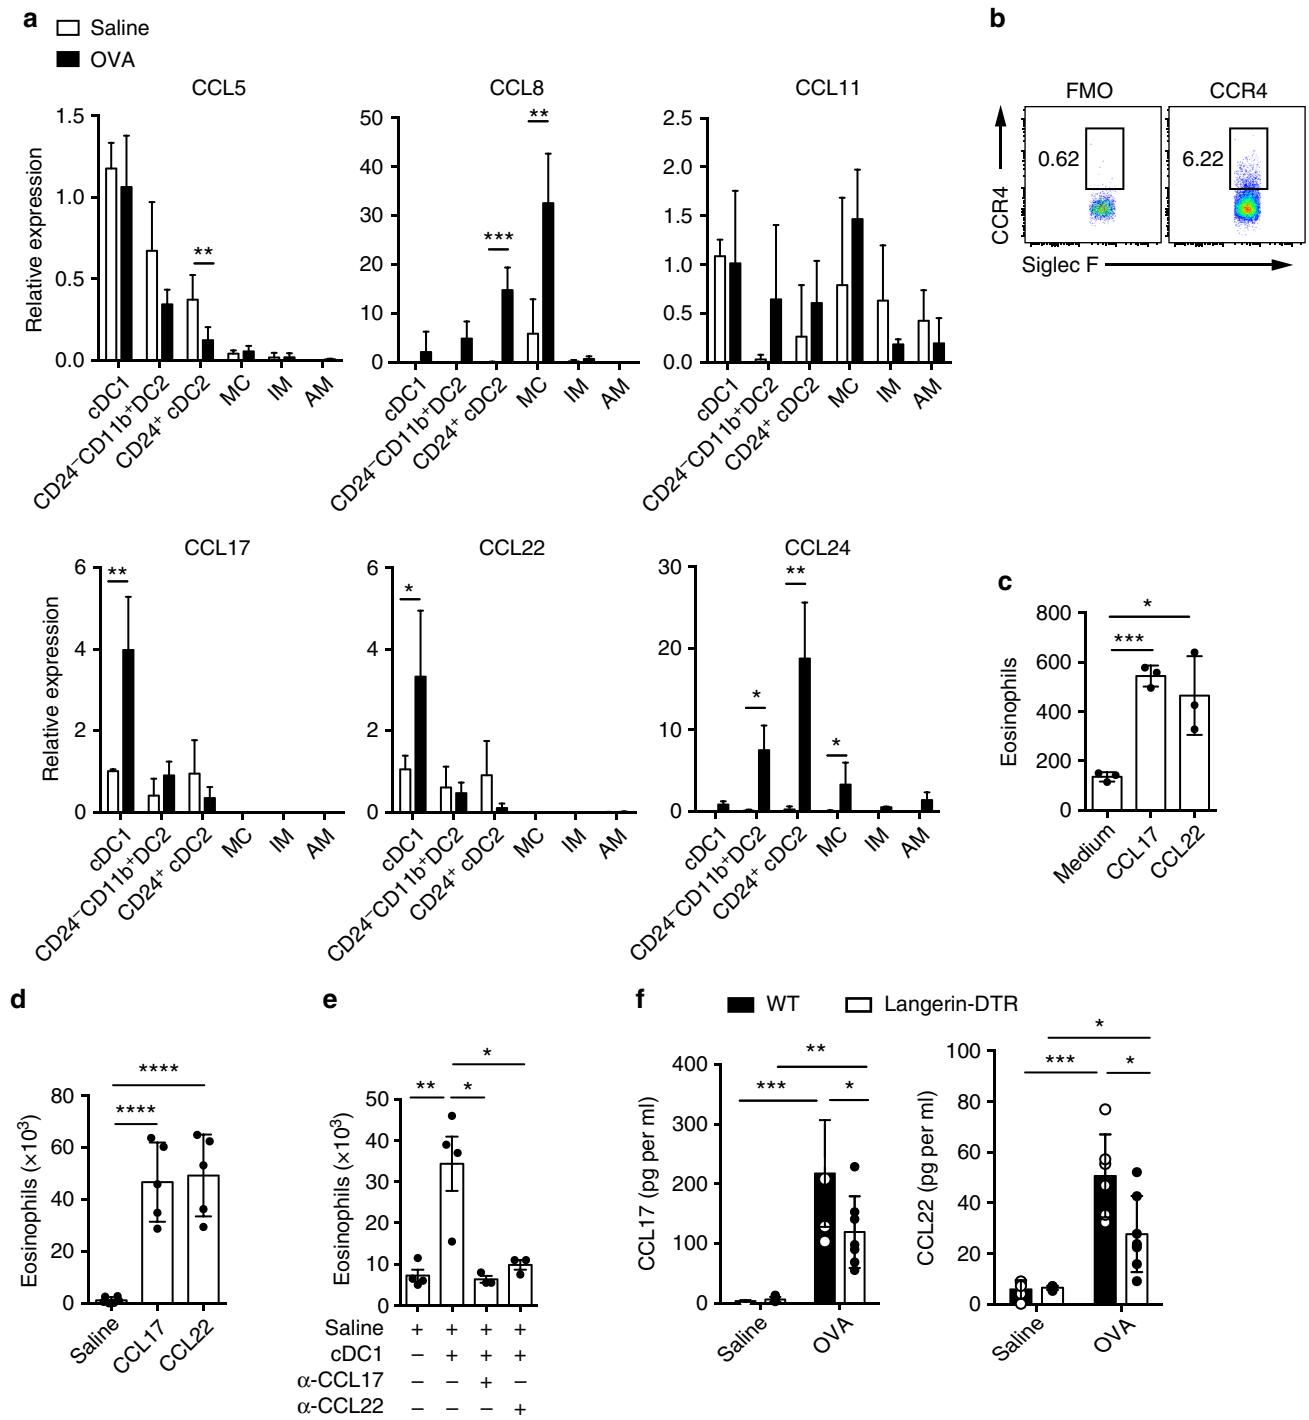 a
Saline
OVA
CCL5
Relative expression
1.5
1.0
0.5
0.0
**
cDC1
CD24⁻CD11b⁺DC2
CD24⁺ cDC2
MC
IM
AM
CCL8
50
40
30
20
10
0
***
**
cDC1
CD24⁻CD11b⁺DC2
CD24⁺ cDC2
MC
IM
AM
CCL11
2.5
2.0
1.5
1.0
0.5
0.0
cDC1
CD24⁻CD11b⁺DC2
CD24⁺ cDC2
MC
IM
AM
b
FMO
CCR4
0.62
6.22
CCR4
Siglec F
CCL17
Relative expression
6
4
2
0
**
cDC1
CD24⁻CD11b⁺DC2
CD24⁺ cDC2
MC
IM
AM
CCL22
6
4
2
0
*
cDC1
CD24⁻CD11b⁺DC2
CD24⁺ cDC2
MC
IM
AM
CCL24
30
20
10
0
*
**
*
cDC1
CD24⁻CD11b⁺DC2
CD24⁺ cDC2
MC
IM
AM
c
Eosinophils
800
600
400
200
0
*
***
Medium
CCL17
CCL22
d
Eosinophils (×10³)
80
60
40
20
0
****
****
Saline
CCL17
CCL22
e
Eosinophils (×10³)
50
40
30
20
10
0
*
** *
Saline + + + +
cDC1 − + + +
α-CCL17 − − + −
α-CCL22 − − − +
f
WT
Langerin-DTR
CCL17 (pg per ml)
400
300
200
100
0
**
*** *
Saline
OVA
CCL22 (pg per ml)
100
80
60
40
20
0
*
*** *
Saline
OVA